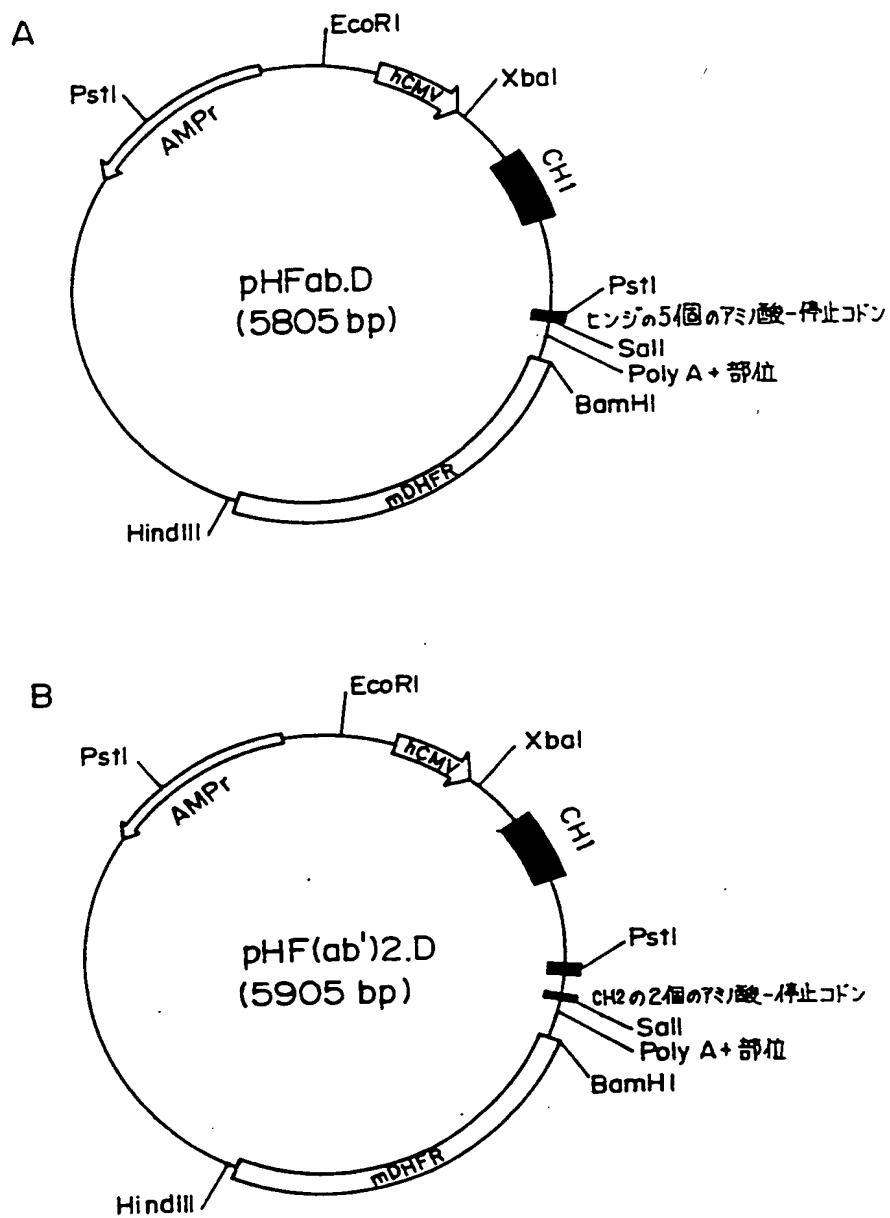 A
EcoRI
hCMV
XbaI
PstI
AMPr
CH1
pHFab.D
(5805 bp)
PstI
ヒンジの5個のアミノ酸-停止コドン
SalI
Poly A+部位
BamHI
mDHFR
HindIII
B
EcoRI
hCMV
XbaI
PstI
AMPr
CH1
pHF(ab')2.D
(5905 bp)
PstI
CH2の2個のアミノ酸-停止コドン
SalI
Poly A+部位
BamHI
mDHFR
HindIII